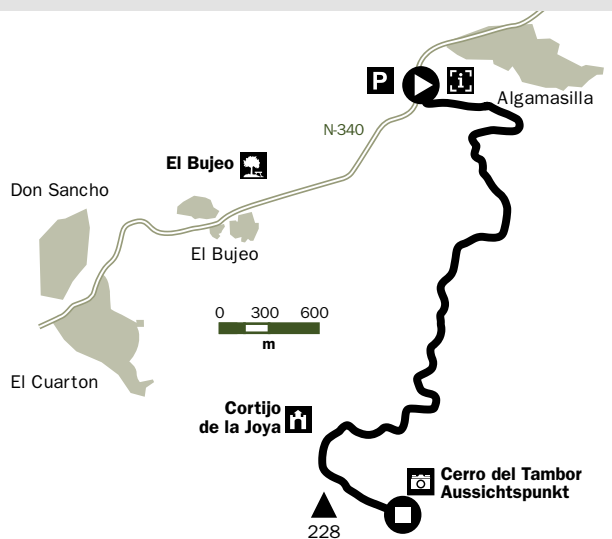 P
i
Algamasilla
N-340
El Bujeo
Don Sancho
El Bujeo
0 300 600
m
El Cuarton
Cortijo
de la Joya
Cerro del Tambor
Aussichtspunkt
228